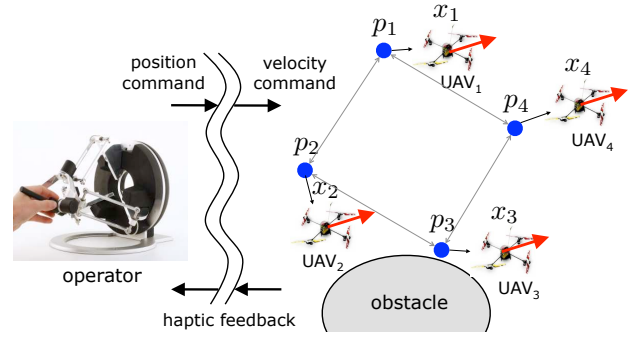 position
command
velocity
command
p₁
x₁
UAV₁
x₄
p₄
UAV₄
p₂
x₂
UAV₂
p₃
x₃
UAV₃
operator
obstacle
haptic feedback